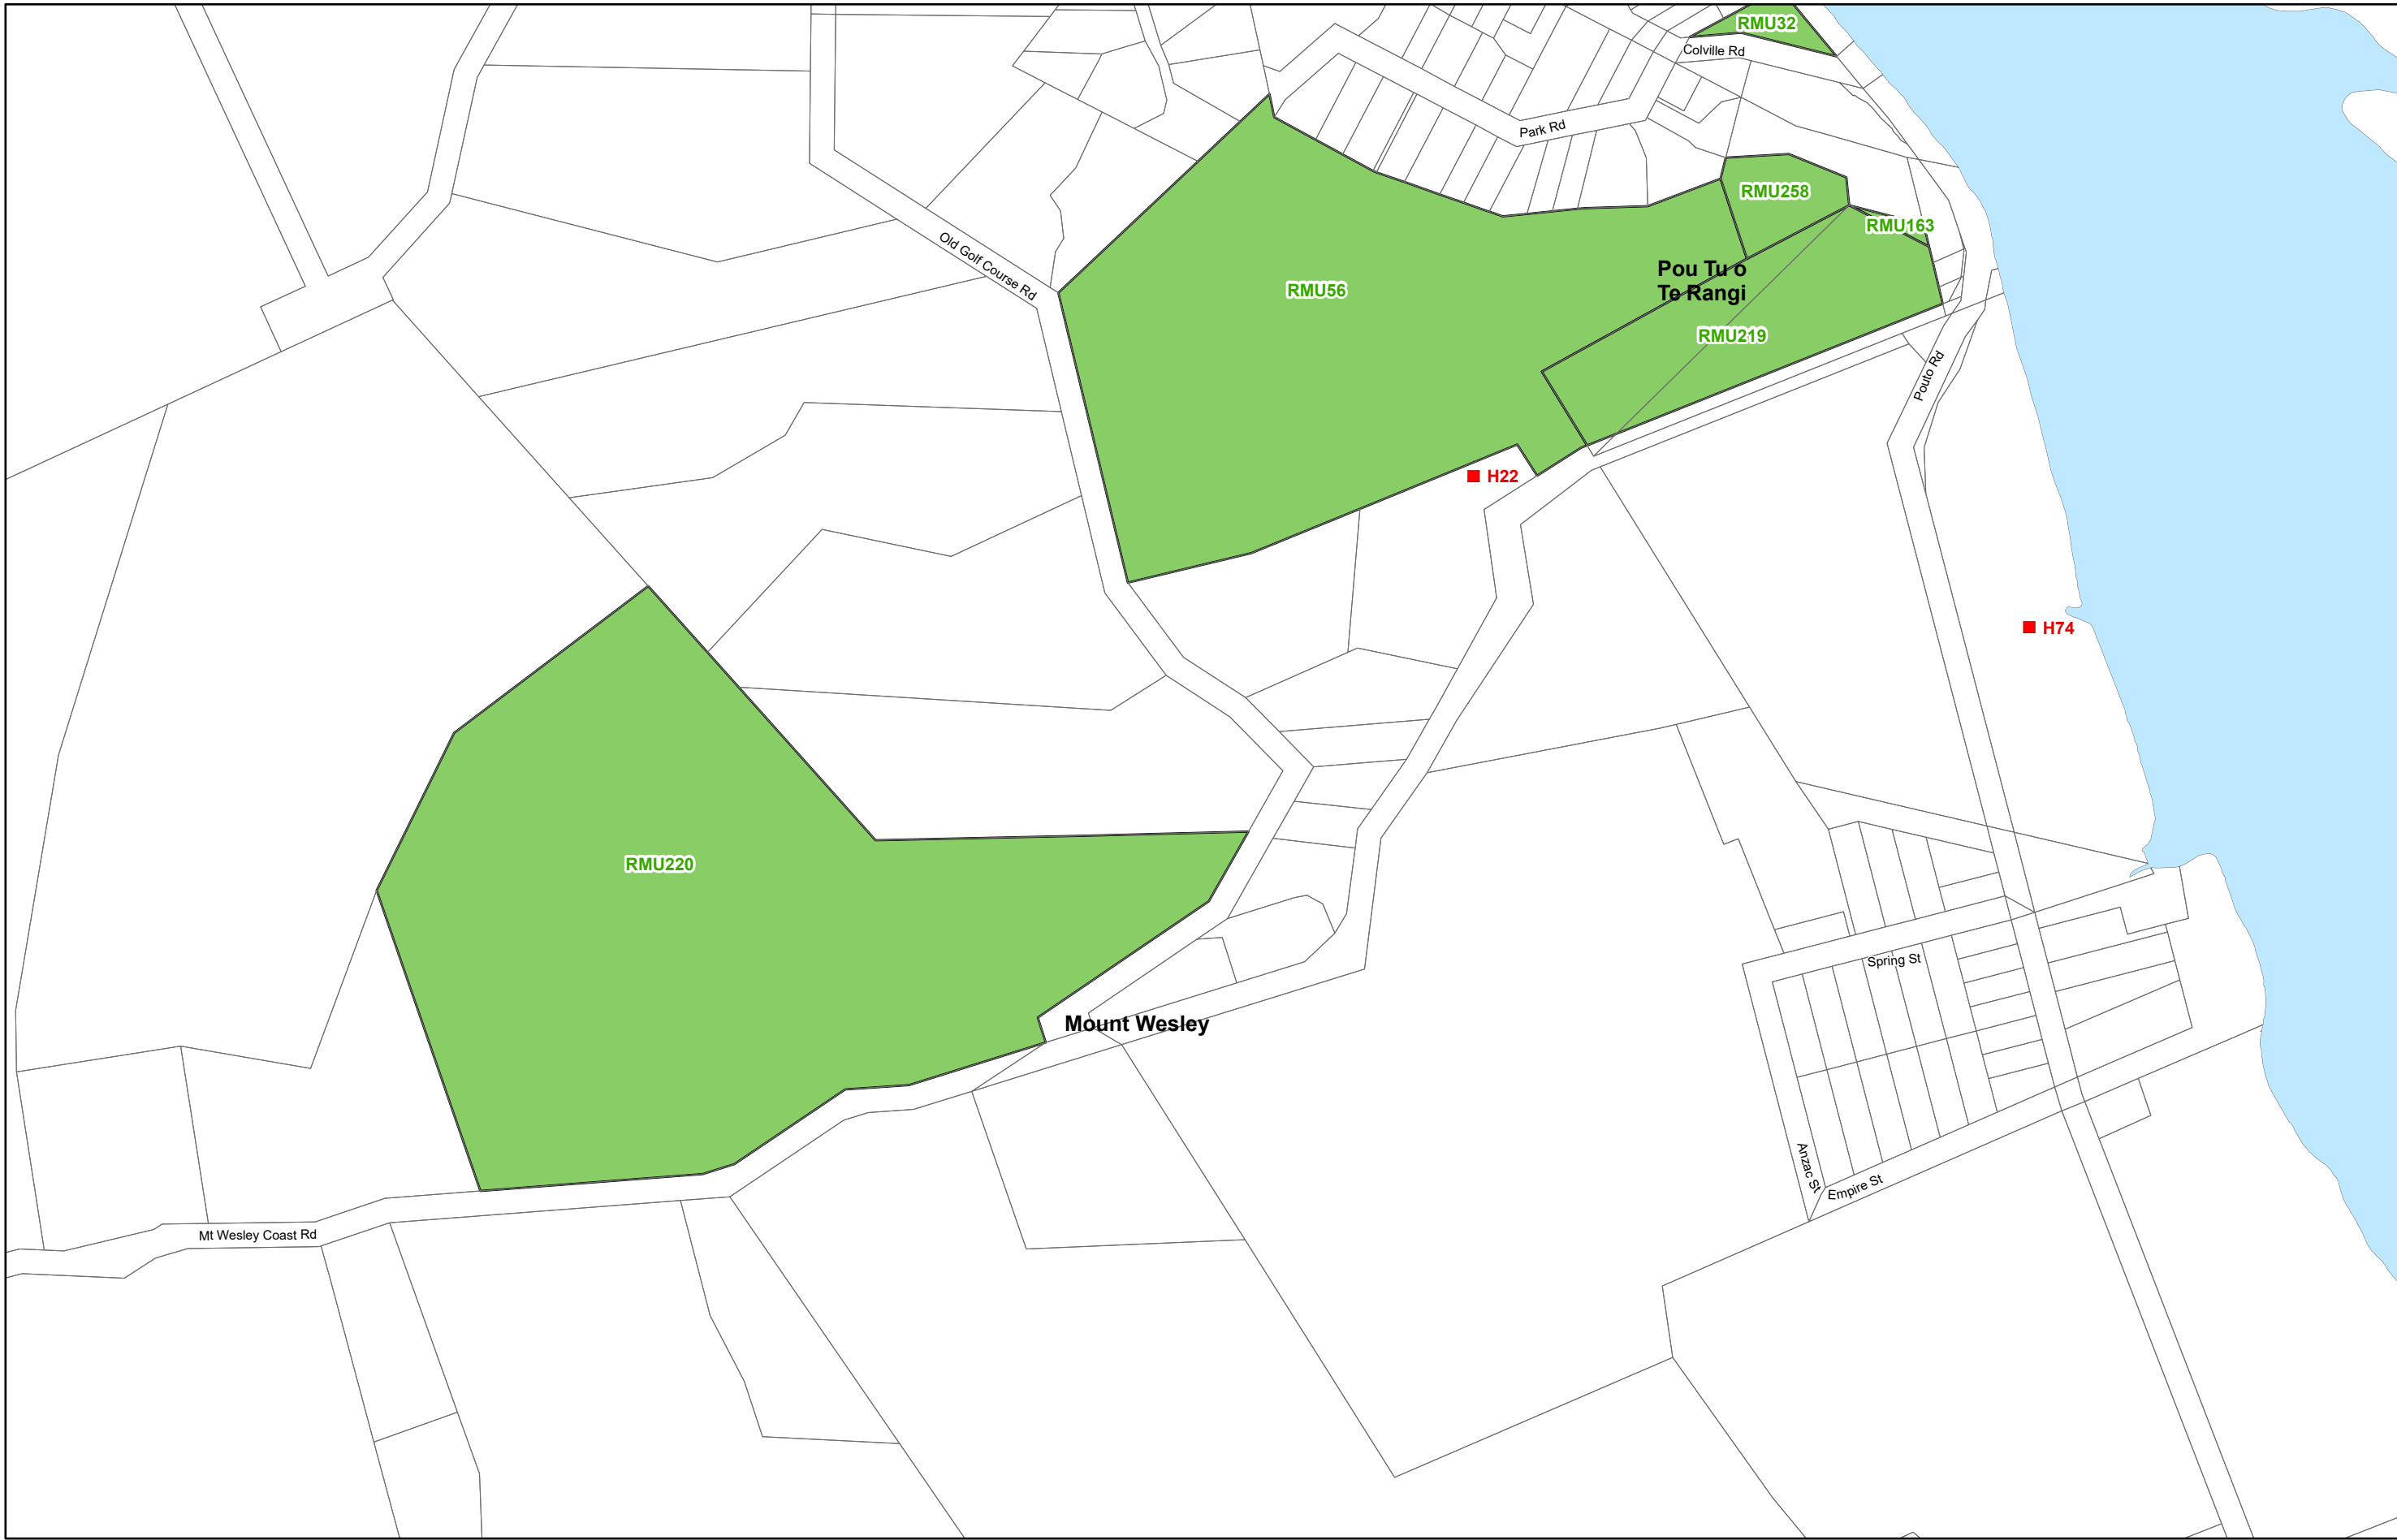 RMU32
Colville Rd
Park Rd
RMU258
RMU163
Old Golf Course Rd
Pou Tu o
Te Rangi
RMU56
RMU219
Pouto Rd
H22
H74
RMU220
Spring St
Mount Wesley
Anzac St
Empire St
Mt Wesley Coast Rd